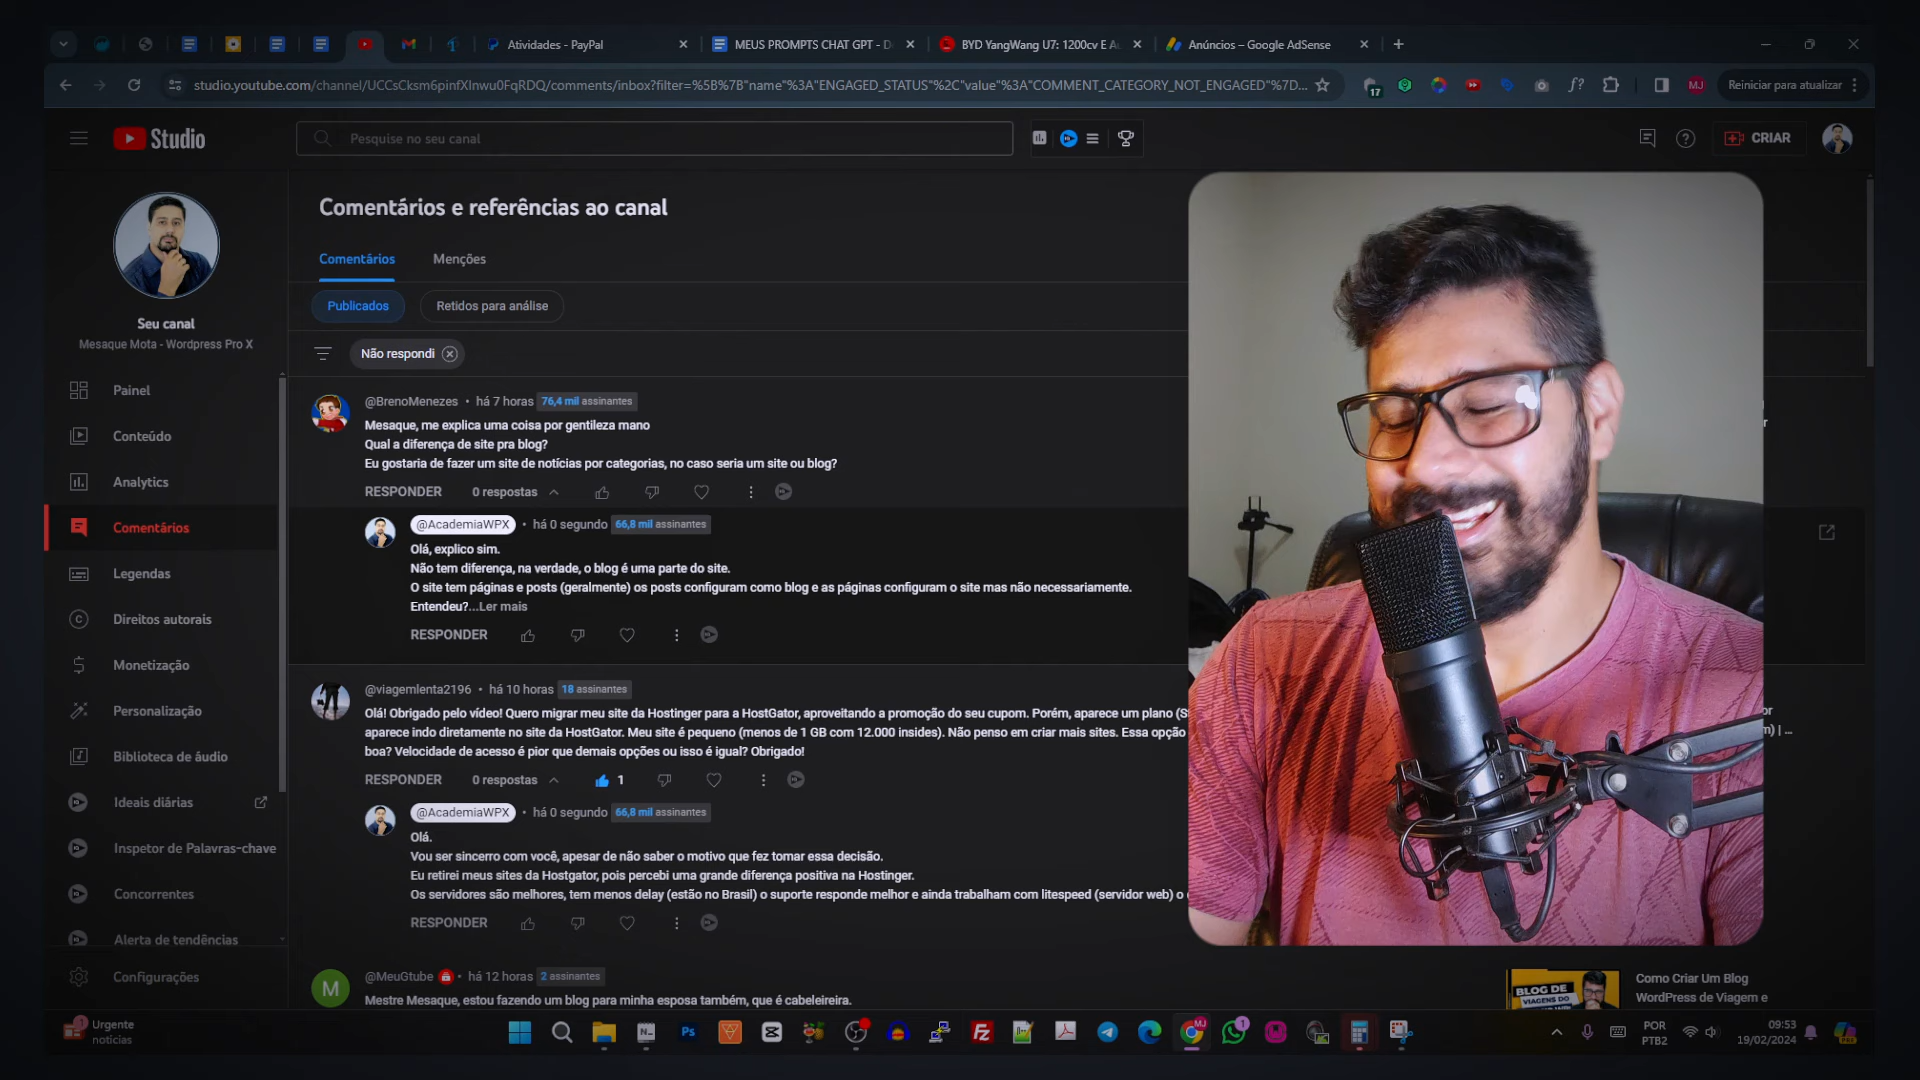 Atividades - PayPal
MEUS PROMPTS CHAT GPT - D
BYD YangWang U7: 1200cv E A
Anúncios – Google AdSense
studio.youtube.com/channel/UCCsCksm6pinfXlnwu0FqRDQ/comments/inbox?filter=%5B%7B"name"%3A"ENGAGED_STATUS"%2C"value"%3A"COMMENT_CATEGORY_NOT_ENGAGED"%7D...
17
MJ
Reiniciar para atualizar
Studio
Pesquise no seu canal
CRIAR
Seu canal
Mesaque Mota - Wordpress Pro X
Painel
Conteúdo
Analytics
Comentários
Legendas
Direitos autorais
Monetização
Personalização
Biblioteca de áudio
Ideais diárias
Inspetor de Palavras-chave
Concorrentes
Alerta de tendências
Configurações
Comentários e referências ao canal
Comentários
Menções
Publicados
Retidos para análise
Não respondi
@BrenoMenezes • há 7 horas 76,4 mil assinantes
Mesaque, me explica uma coisa por gentileza mano
Qual a diferença de site pra blog?
Eu gostaria de fazer um site de notícias por categorias, no caso seria um site ou blog?
RESPONDER 0 respostas
@AcademiaWPX • há 0 segundo 66,8 mil assinantes
Olá, explico sim.
Não tem diferença, na verdade, o blog é uma parte do site.
O site tem páginas e posts (geralmente) os posts configuram como blog e as páginas configuram o site mas não necessariamente.
Entendeu?...Ler mais
RESPONDER
@viagemlenta2196 • há 10 horas 18 assinantes
Olá! Obrigado pelo vídeo! Quero migrar meu site da Hostinger para a HostGator, aproveitando a promoção do seu cupom. Porém, aparece um plano (S
aparece indo diretamente no site da HostGator. Meu site é pequeno (menos de 1 GB com 12.000 insides). Não penso em criar mais sites. Essa opção
boa? Velocidade de acesso é pior que demais opções ou isso é igual? Obrigado!
RESPONDER 0 respostas 1
@AcademiaWPX • há 0 segundo 66,8 mil assinantes
Olá.
Vou ser sincerro com você, apesar de não saber o motivo que fez tomar essa decisão.
Eu retirei meus sites da Hostgator, pois percebi uma grande diferença positiva na Hostinger.
Os servidores são melhores, tem menos delay (estão no Brasil) o suporte responde melhor e ainda trabalham com litespeed (servidor web) o
RESPONDER
M
@MeuGtube • há 12 horas 2 assinantes
Mestre Mesaque, estou fazendo um blog para minha esposa também, que é cabeleireira.
BLOG DE
VIAGENS DO
Como Criar Um Blog
WordPress de Viagem e
Urgente
notícias
POR
PTB2
09:53
19/02/2024